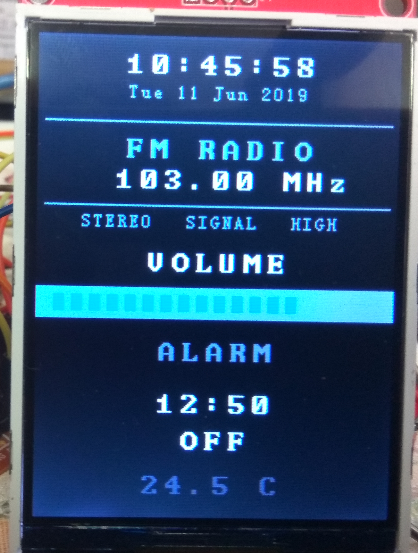 10:45:58
Tue 11 Jun 2019
FM RADIO
103.00 MHz
STEREO SIGNAL HIGH
VOLUME
ALARM
12:50
OFF
24.5 C